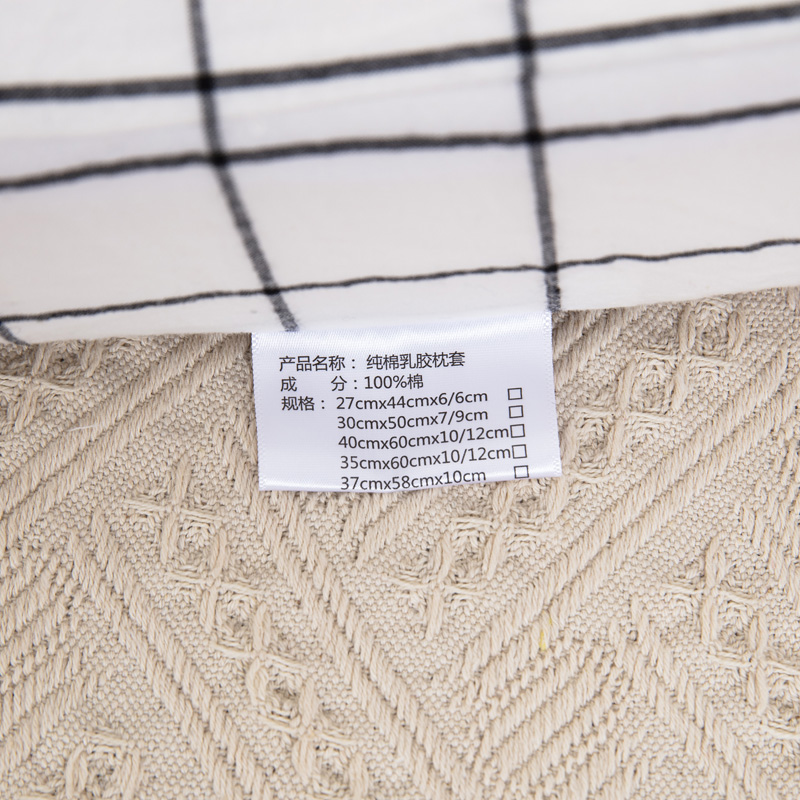 产品名称： 纯棉乳胶枕套
成　　分：100%棉
规格： 27cmx44cmx6/6cm □
30cmx50cmx7/9cm □
40cmx60cmx10/12cm□
35cmx60cmx10/12cm□
37cmx58cmx10cm □